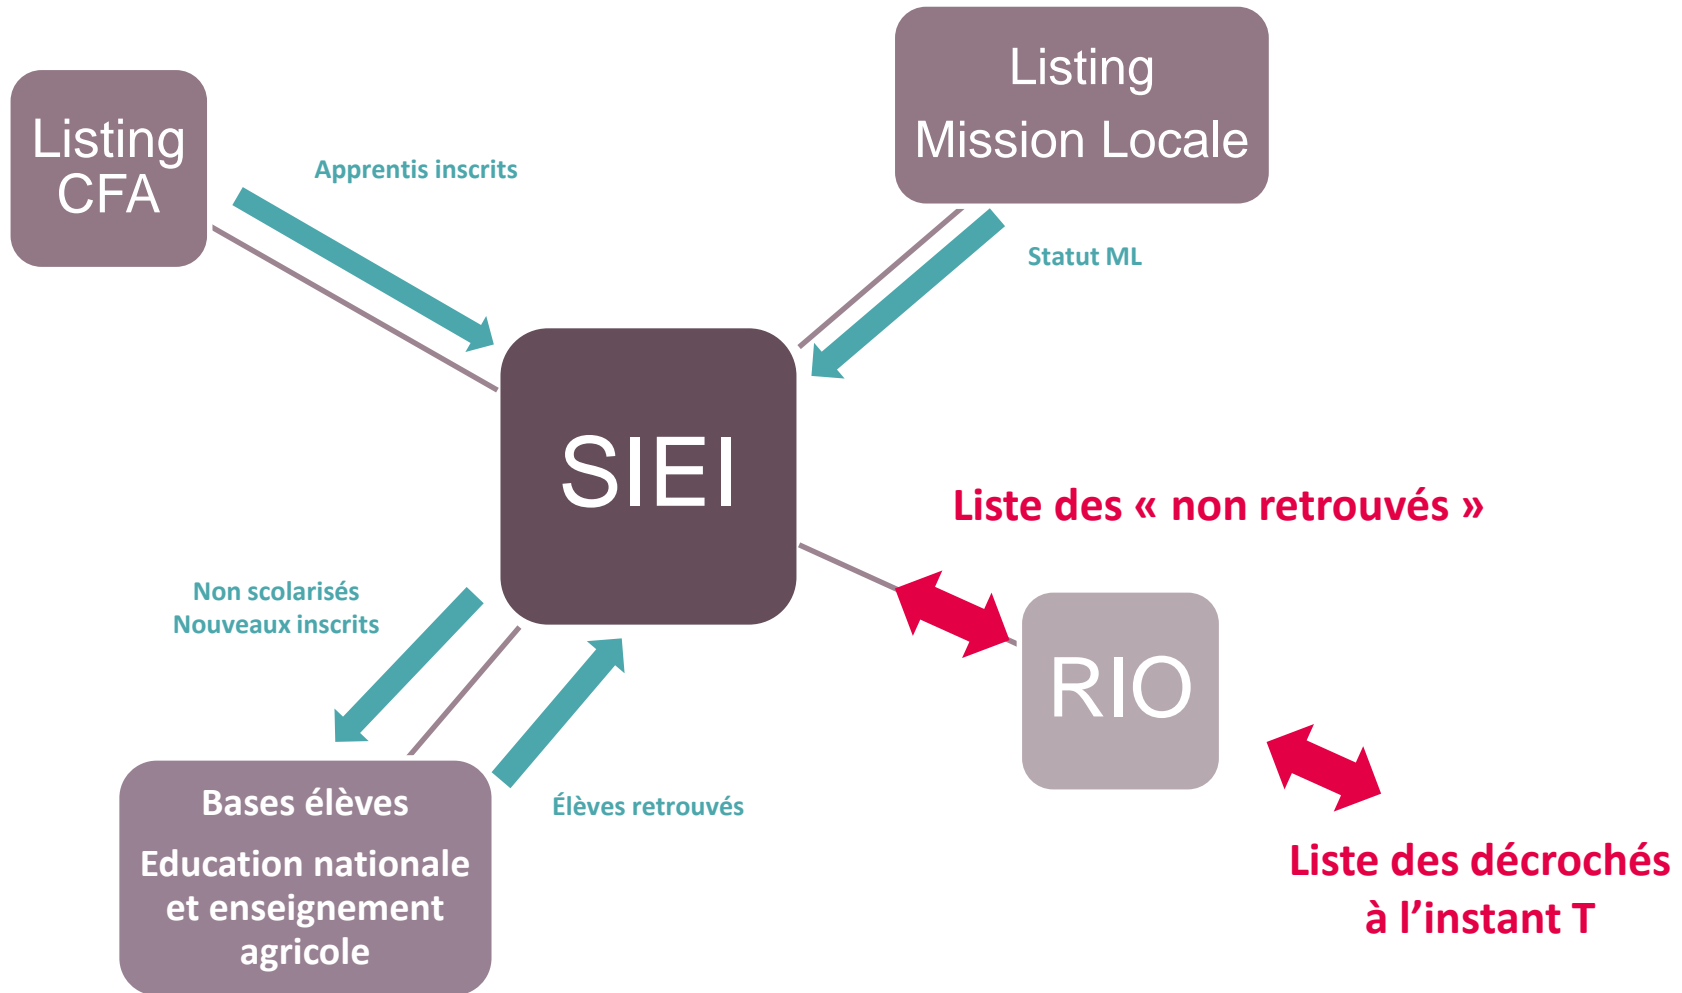 Listing
Mission Locale
Listing
CFA
Apprentis inscrits
Statut ML
SIEI
Liste des « non retrouvés »
Non scolarisés
Nouveaux inscrits
RIO
Élèves retrouvés
Bases élèves
Education nationale
et enseignement
agricole
Liste des décrochés
à l’instant T